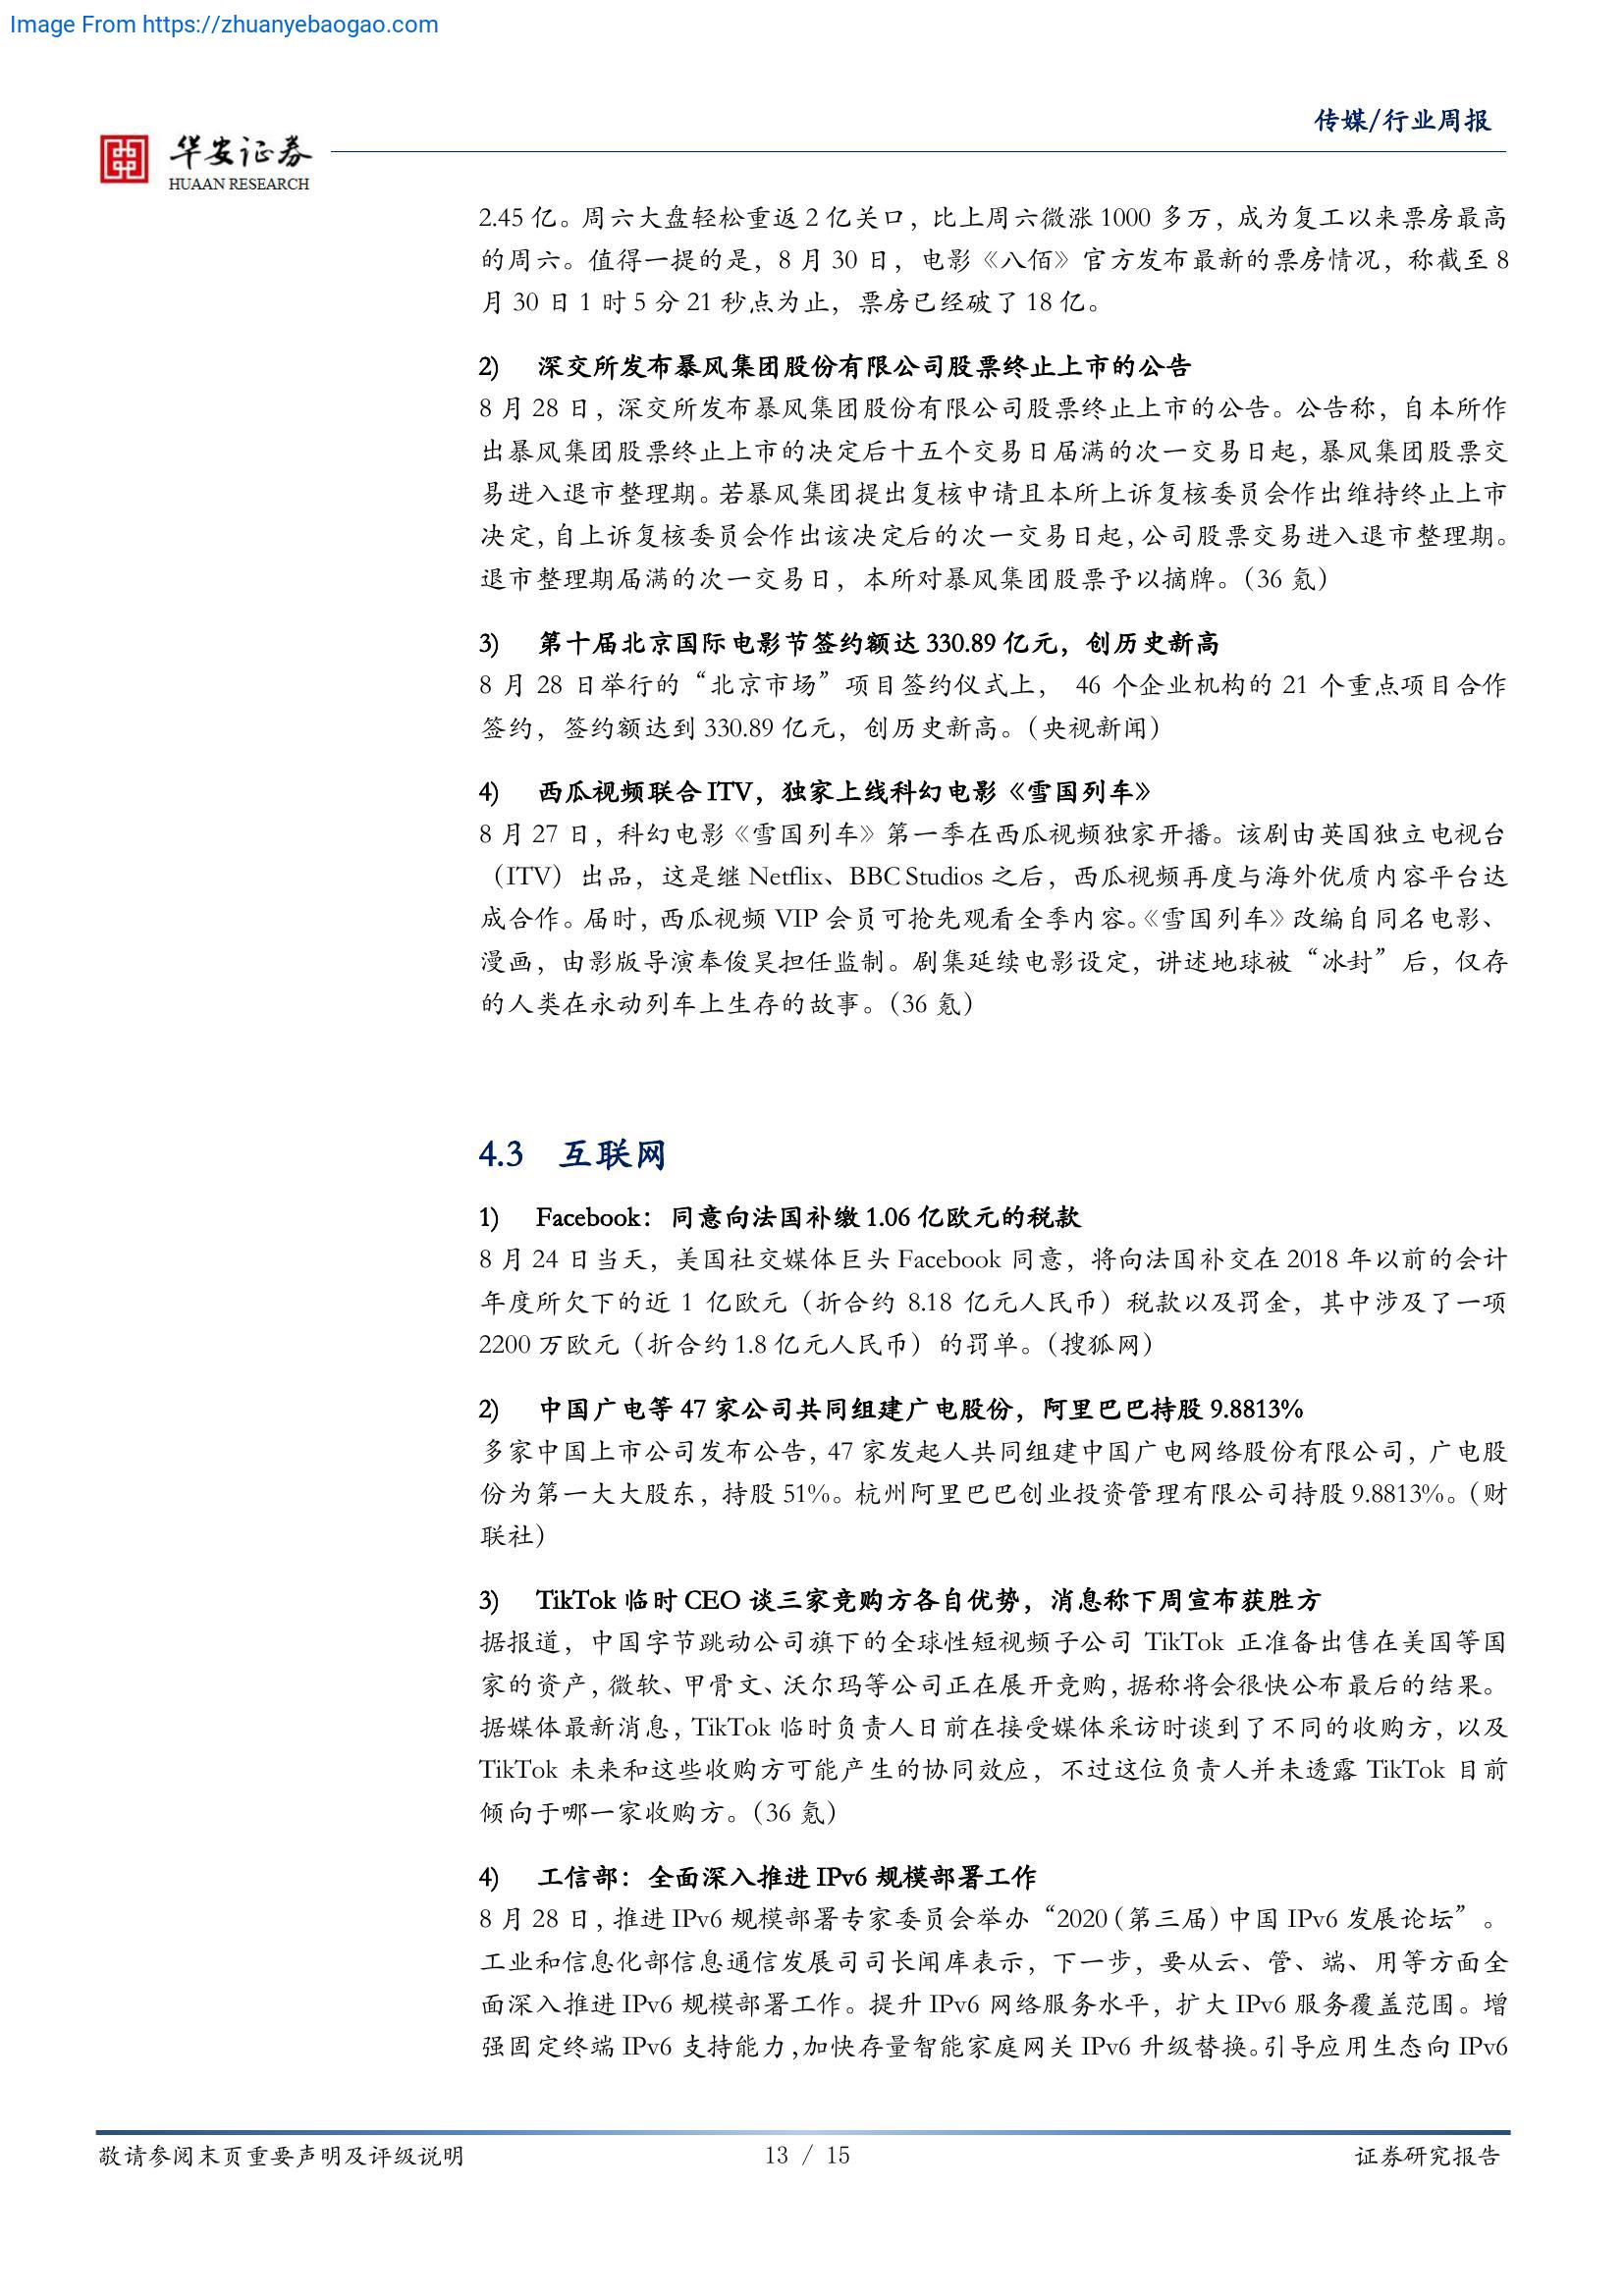 Image From https://zhuanyebaogao.com
传媒/行业周报
华安证券
HUAAN RESEARCH
2.45 亿。周六大盘轻松重返 2 亿关口，比上周六微涨 1000 多万，成为复工以来票房最高
的周六。值得一提的是，8 月 30 日，电影《八佰》官方发布最新的票房情况，称截至 8
月 30 日 1 时 5 分 21 秒点为止，票房已经破了 18 亿。
2) 深交所发布暴风集团股份有限公司股票终止上市的公告
8 月 28 日，深交所发布暴风集团股份有限公司股票终止上市的公告。公告称，自本所作
出暴风集团股票终止上市的决定后十五个交易日届满的次一交易日起，暴风集团股票交
易进入退市整理期。若暴风集团提出复核申请且本所上诉复核委员会作出维持终止上市
决定，自上诉复核委员会作出该决定后的次一交易日起，公司股票交易进入退市整理期。
退市整理期届满的次一交易日，本所对暴风集团股票予以摘牌。（36 氪）
3) 第十届北京国际电影节签约额达 330.89 亿元，创历史新高
8 月 28 日举行的“北京市场”项目签约仪式上， 46 个企业机构的 21 个重点项目合作
签约，签约额达到 330.89 亿元，创历史新高。（央视新闻）
4) 西瓜视频联合 ITV，独家上线科幻电影《雪国列车》
8 月 27 日，科幻电影《雪国列车》第一季在西瓜视频独家开播。该剧由英国独立电视台
（ITV）出品，这是继 Netflix、BBC Studios 之后，西瓜视频再度与海外优质内容平台达
成合作。届时，西瓜视频 VIP 会员可抢先观看全季内容。《雪国列车》改编自同名电影、
漫画，由影版导演奉俊昊担任监制。剧集延续电影设定，讲述地球被“冰封”后，仅存
的人类在永动列车上生存的故事。（36 氪）
4.3 互联网
1) Facebook：同意向法国补缴 1.06 亿欧元的税款
8 月 24 日当天，美国社交媒体巨头 Facebook 同意，将向法国补交在 2018 年以前的会计
年度所欠下的近 1 亿欧元（折合约 8.18 亿元人民币）税款以及罚金，其中涉及了一项
2200 万欧元（折合约 1.8 亿元人民币）的罚单。（搜狐网）
2) 中国广电等 47 家公司共同组建广电股份，阿里巴巴持股 9.8813%
多家中国上市公司发布公告，47 家发起人共同组建中国广电网络股份有限公司，广电股
份为第一大大股东，持股 51%。杭州阿里巴巴创业投资管理有限公司持股 9.8813%。（财
联社）
3) TikTok 临时 CEO 谈三家竞购方各自优势，消息称下周宣布获胜方
据报道，中国字节跳动公司旗下的全球性短视频子公司 TikTok 正准备出售在美国等国
家的资产，微软、甲骨文、沃尔玛等公司正在展开竞购，据称将会很快公布最后的结果。
据媒体最新消息，TikTok 临时负责人日前在接受媒体采访时谈到了不同的收购方，以及
TikTok 未来和这些收购方可能产生的协同效应，不过这位负责人并未透露 TikTok 目前
倾向于哪一家收购方。（36 氪）
4) 工信部：全面深入推进 IPv6 规模部署工作
8 月 28 日，推进 IPv6 规模部署专家委员会举办“2020（第三届）中国 IPv6 发展论坛”。
工业和信息化部信息通信发展司司长闻库表示，下一步，要从云、管、端、用等方面全
面深入推进 IPv6 规模部署工作。提升 IPv6 网络服务水平，扩大 IPv6 服务覆盖范围。增
强固定终端 IPv6 支持能力，加快存量智能家庭网关 IPv6 升级替换。引导应用生态向 IPv6
敬请参阅末页重要声明及评级说明
13 / 15
证券研究报告